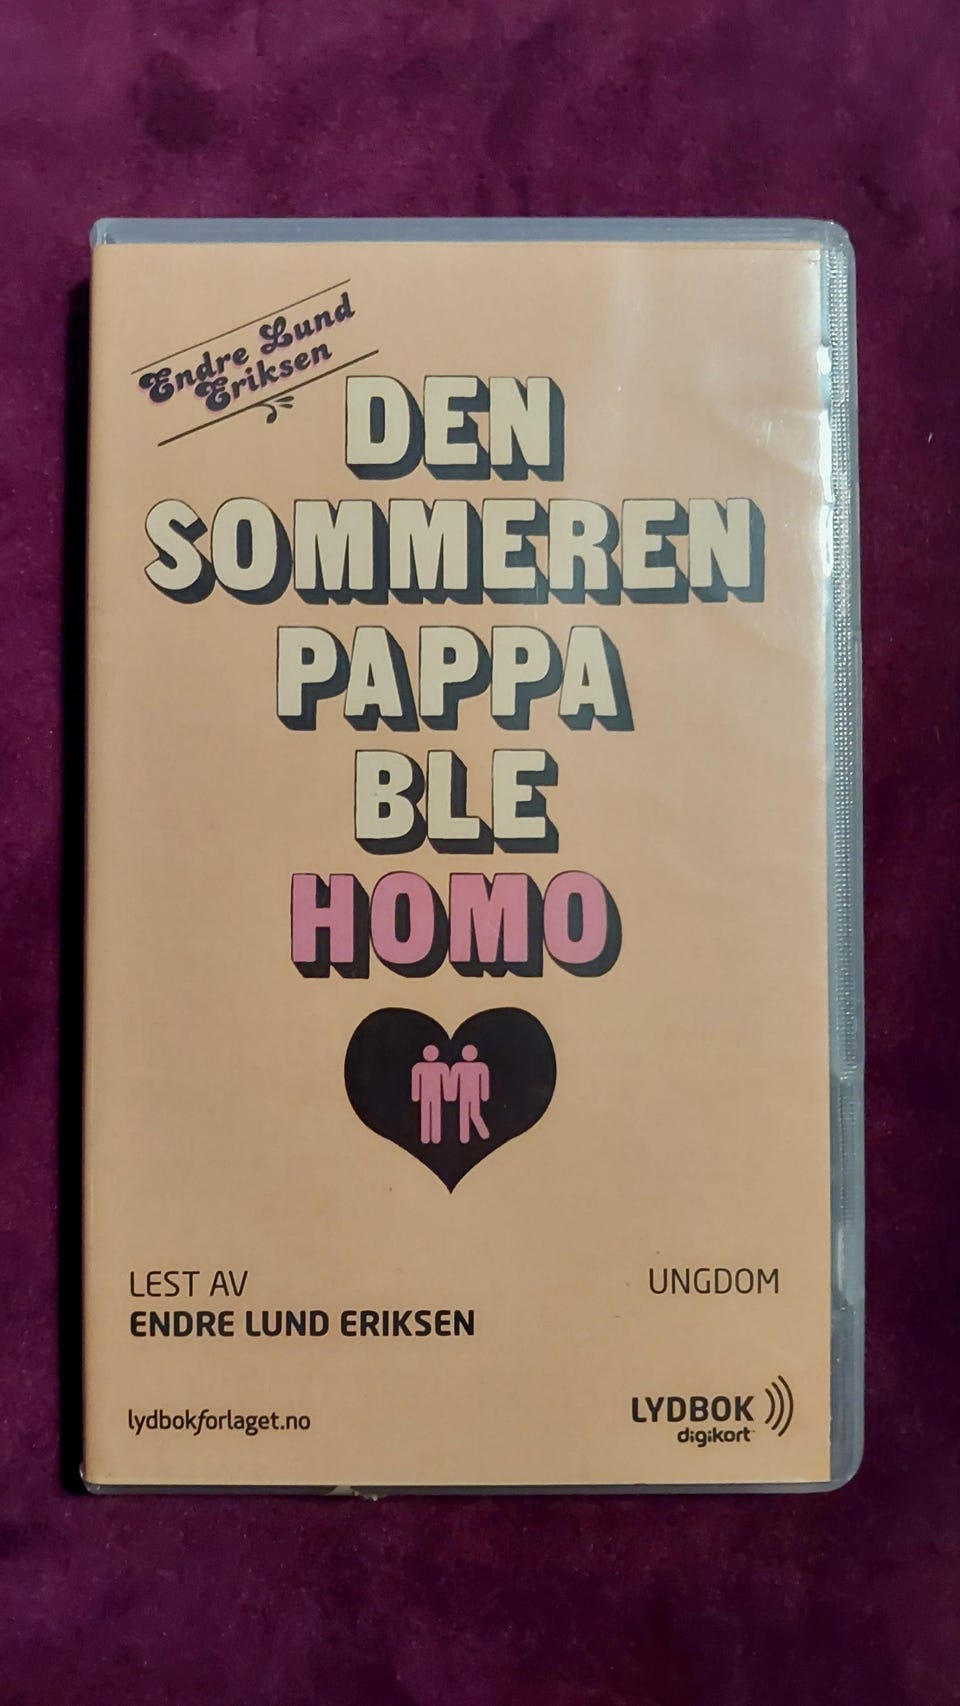 Endre Lund
Eriksen
DEN
SOMMEREN
PAPPA
BLE
HOMO
LEST AV
ENDRE LUND ERIKSEN
UNGDOM
lydbokforlaget.no
LYDBOK
digikort